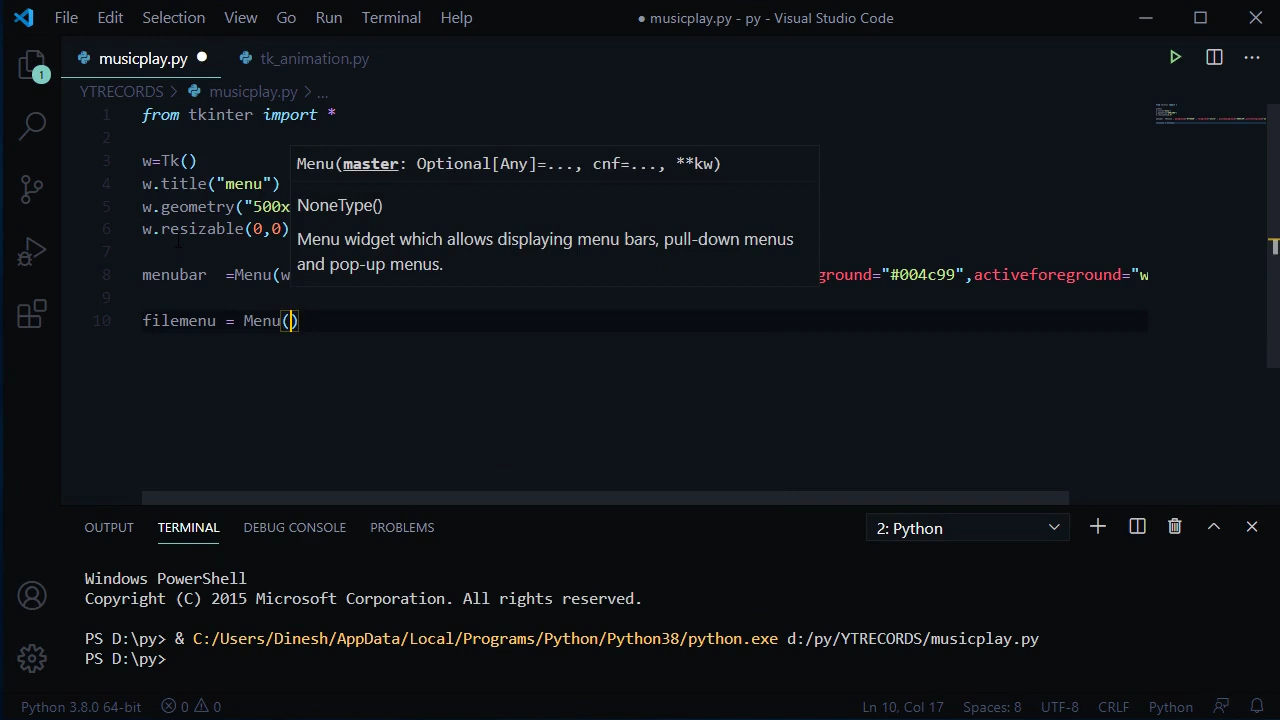 File Edit Selection View Go Run Terminal Help ● musicplay.py - py - Visual Studio Code
1
musicplay.py tk_animation.py
YTRECORDS > musicplay.py > ...
1 from tkinter import *
2
3 w=Tk()
Menu(master: Optional[Any]=..., cnf=..., **kw)
4 w.title("menu")
NoneType()
5 w.geometry("500x
6 w.resizable(0,0)
Menu widget which allows displaying menu bars, pull-down menus
and pop-up menus.
7
8 menubar =Menu(w ground="#004c99",activeforeground="w
9
10 filemenu = Menu()
OUTPUT TERMINAL DEBUG CONSOLE PROBLEMS 2: Python
Windows PowerShell
Copyright (C) 2015 Microsoft Corporation. All rights reserved.
PS D:\py> & C:/Users/Dinesh/AppData/Local/Programs/Python/Python38/python.exe d:/py/YTRECORDS/musicplay.py
PS D:\py>
Python 3.8.0 64-bit 0 0 Ln 10, Col 17 Spaces: 8 UTF-8 CRLF Python